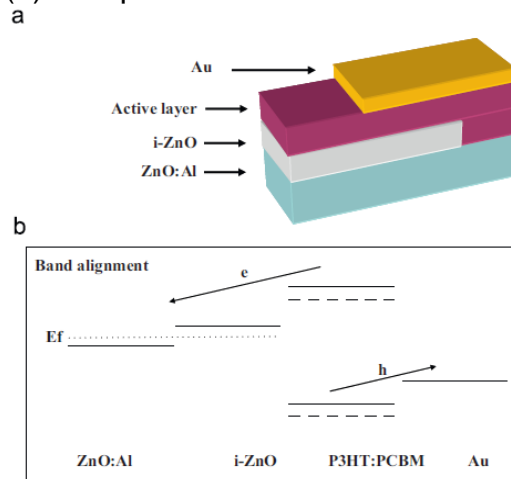 a
Au
Active layer
i-ZnO
ZnO:Al
b
Band alignment
e
Ef
h
ZnO:Al i-ZnO P3HT:PCBM Au